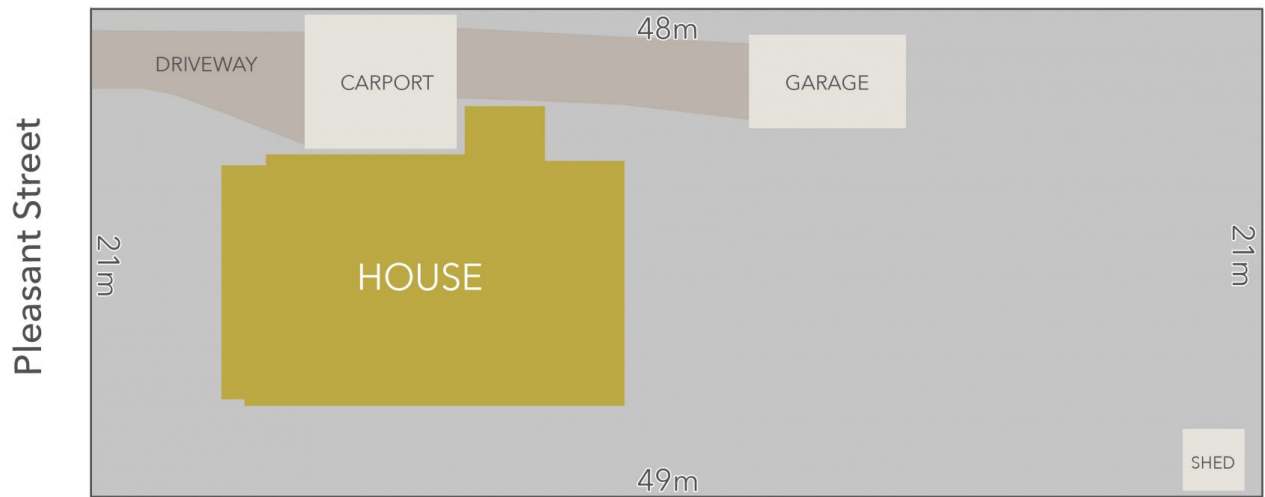 48m
DRIVEWAY
CARPORT
GARAGE
Pleasant Street
21m
HOUSE
21m
SHED
49m